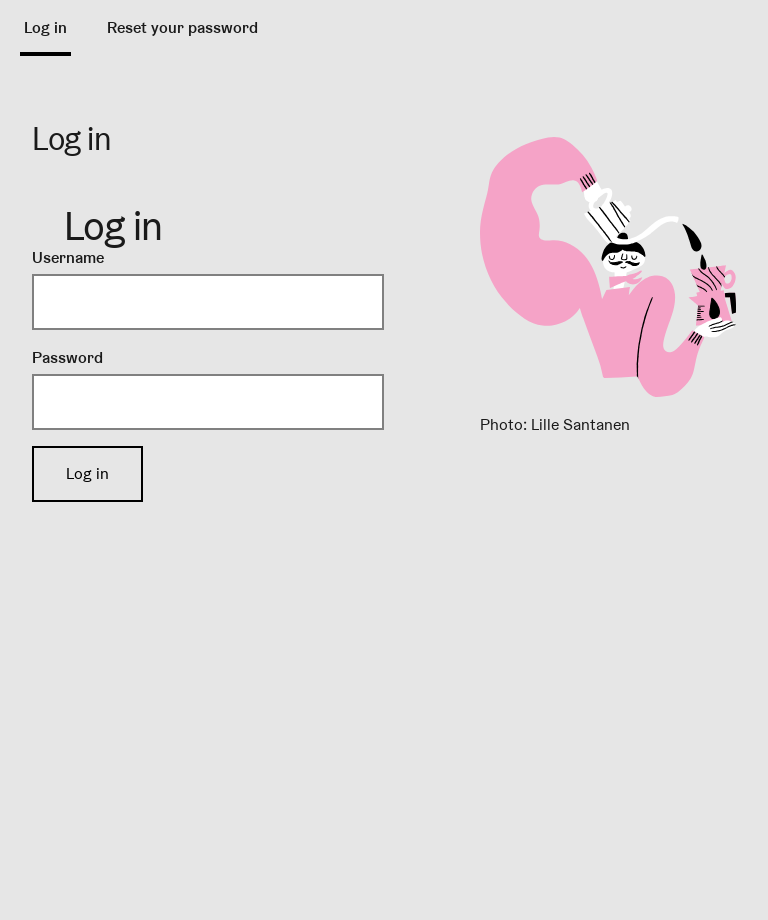 Log in
Reset your password
Log in
Log in
Username
Password
Log in
Photo: Lille Santanen